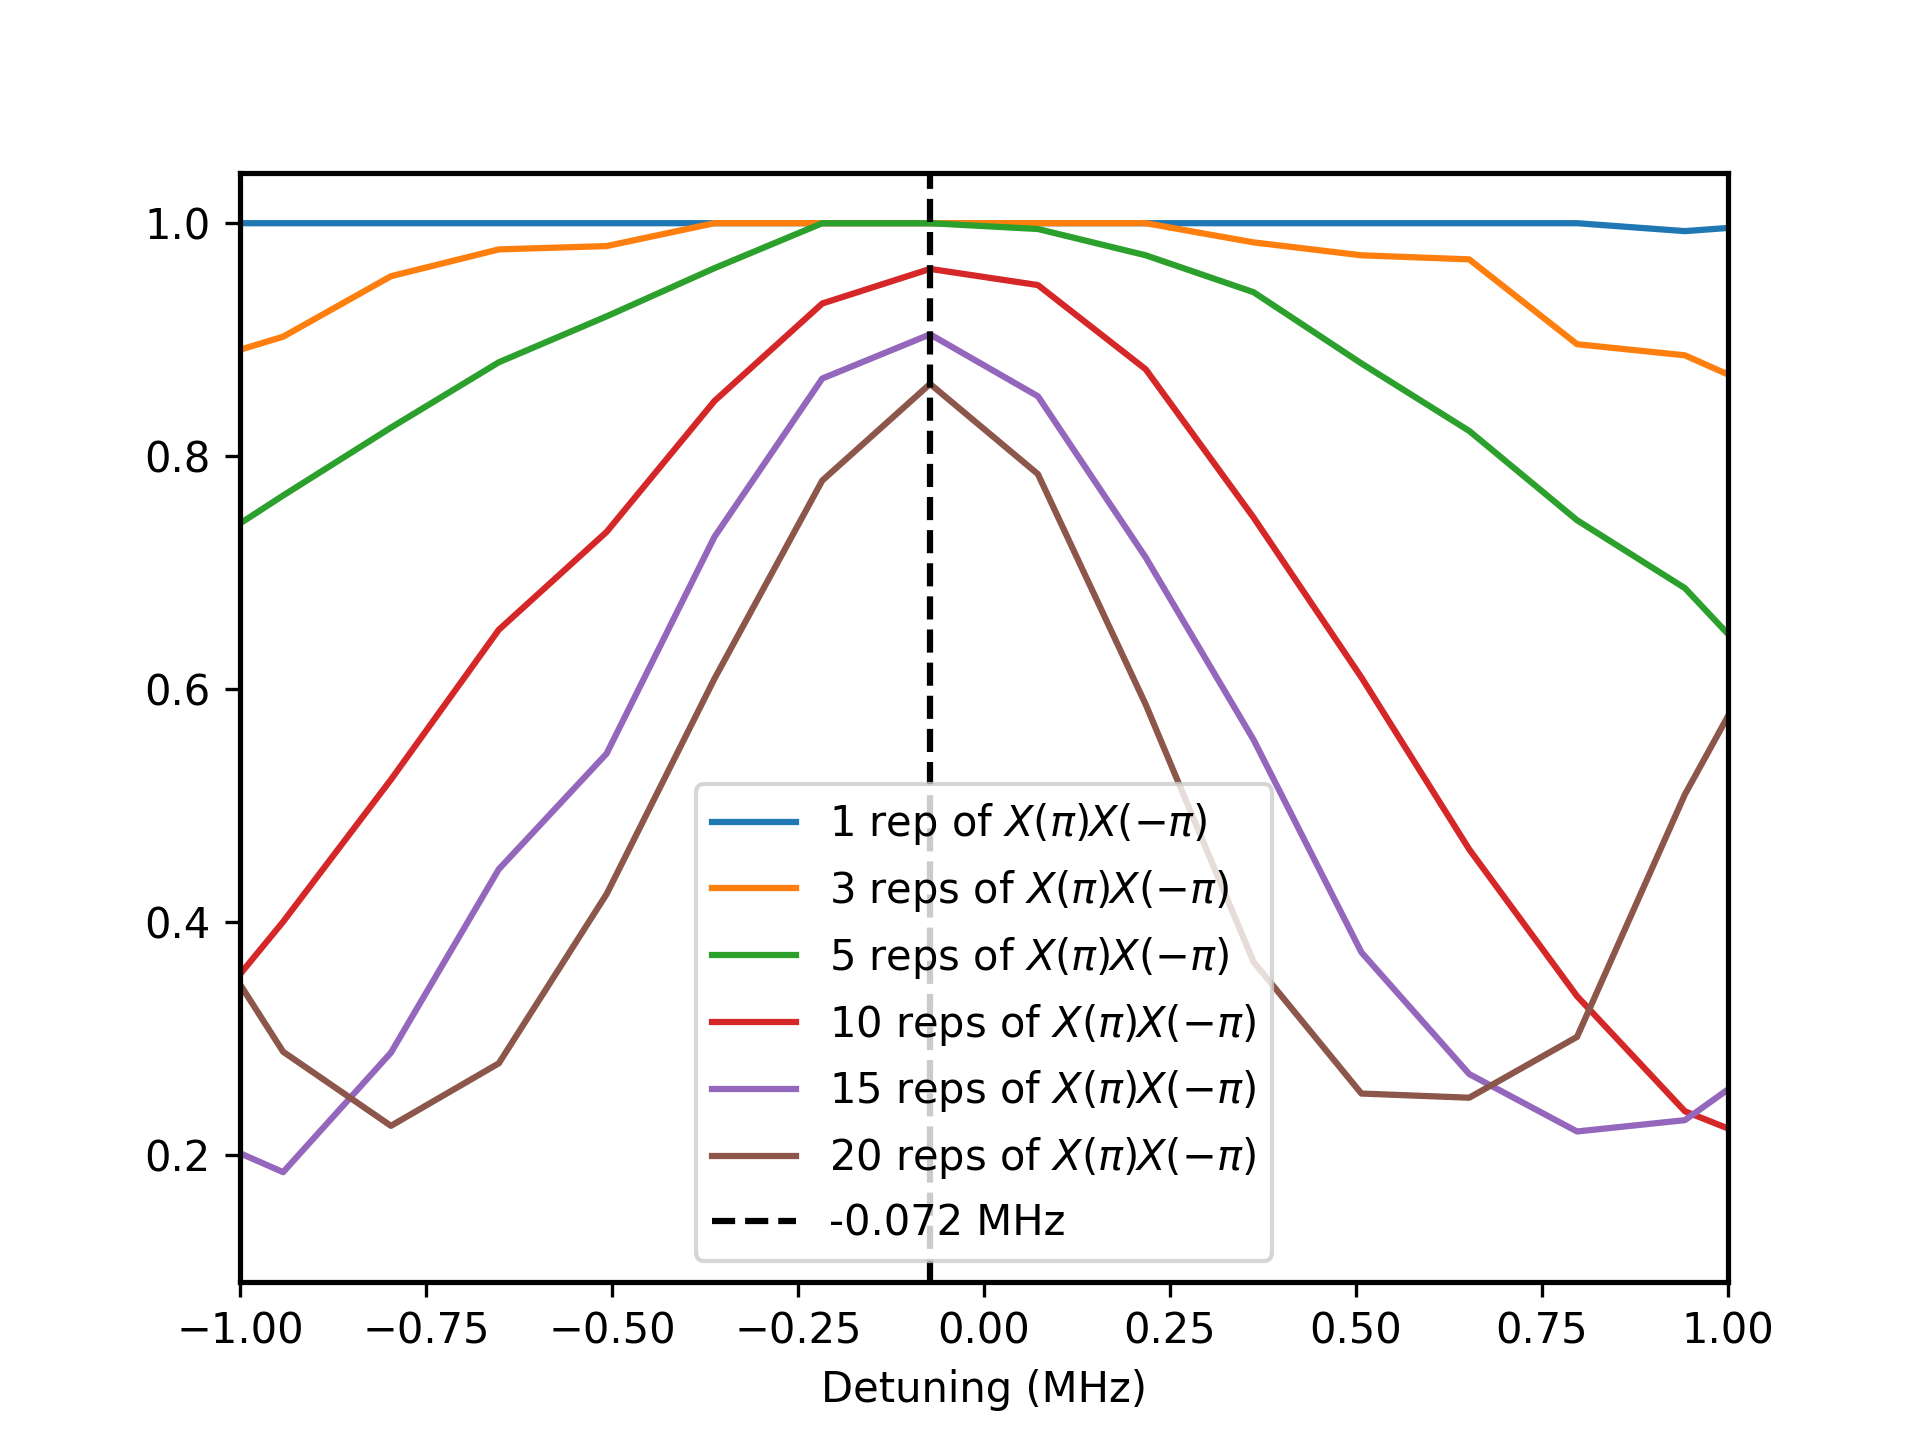 1.0
0.8
0.6
0.4
0.2
1 rep of X(π)X(−π)
3 reps of X(π)X(−π)
5 reps of X(π)X(−π)
10 reps of X(π)X(−π)
15 reps of X(π)X(−π)
20 reps of X(π)X(−π)
-0.072 MHz
−1.00 −0.75 −0.50 −0.25 0.00 0.25 0.50 0.75 1.00
Detuning (MHz)